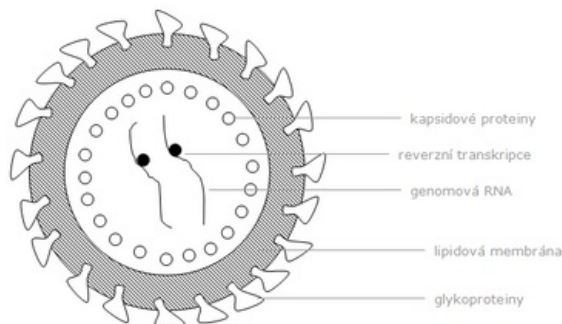 kapsidové proteiny
reverzní transkripce
genomová RNA
lipidová membrána
glykoproteiny